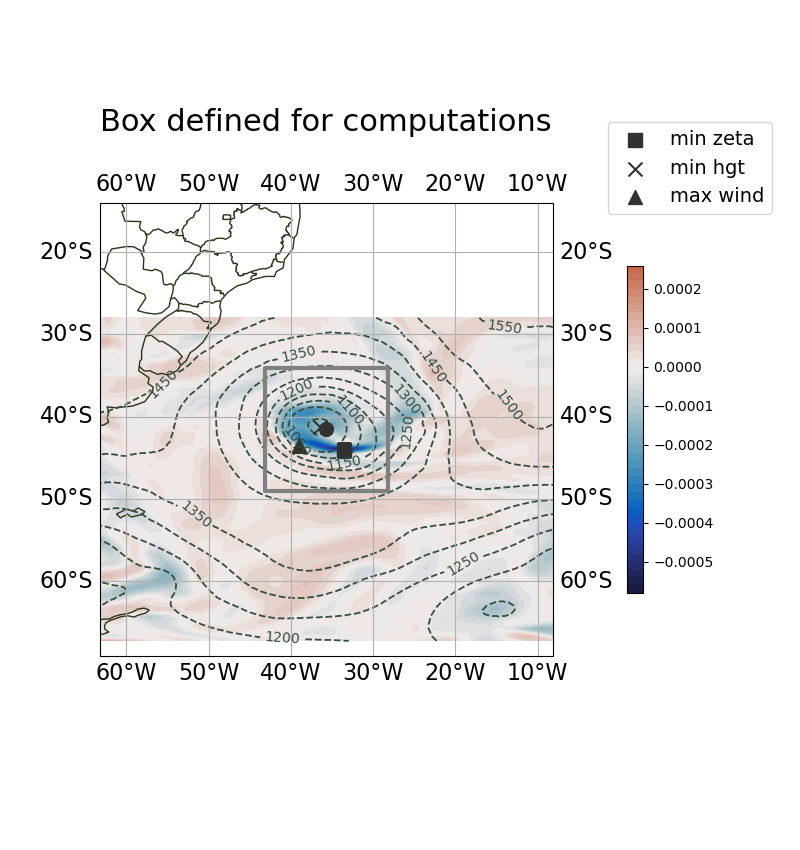 Box defined for computations
min zeta
min hgt
max wind
60°W 50°W 40°W 30°W 20°W 10°W
20°S 20°S
30°S 30°S
40°S 40°S
50°S 50°S
60°S 60°S
60°W 50°W 40°W 30°W 20°W 10°W
1550
1350
1450
1450
1200
1300
1500
1100
1250
1150
1350
1250
1200
0.0002
0.0001
0.0000
−0.0001
−0.0002
−0.0003
−0.0004
−0.0005